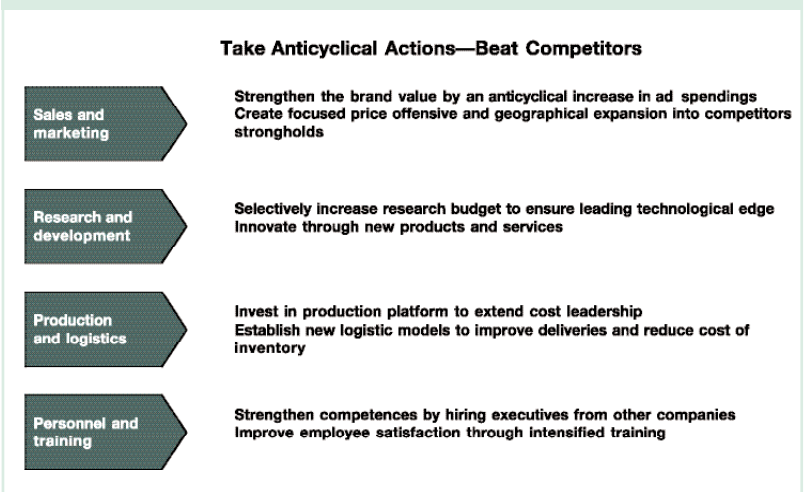 Take Anticyclical Actions—Beat Competitors
Sales and
marketing
Strengthen the brand value by an anticyclical increase in ad spendings
Create focused price offensive and geographical expansion into competitors
strongholds
Research and
development
Selectively increase research budget to ensure leading technological edge
Innovate through new products and services
Production
and logistics
Invest in production platform to extend cost leadership
Establish new logistic models to improve deliveries and reduce cost of
inventory
Personnel and
training
Strengthen competences by hiring executives from other companies
Improve employee satisfaction through intensified training